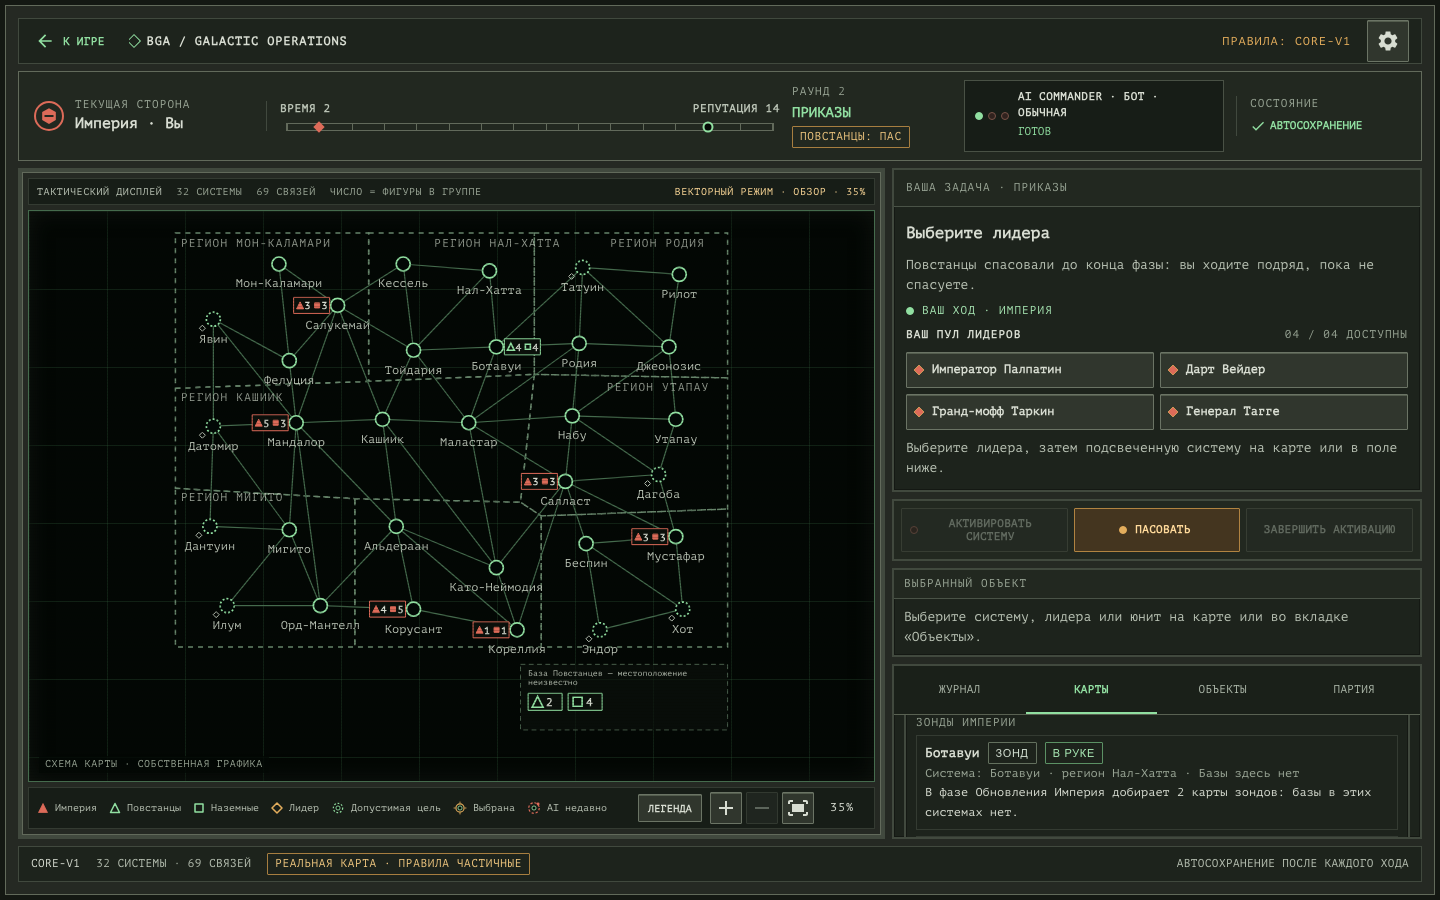 К ИГРЕ
BGA / GALACTIC OPERATIONS
ПРАВИЛА: CORE-V1
ТЕКУЩАЯ СТОРОНА
Империя · Вы
ВРЕМЯ 2
РЕПУТАЦИЯ 14
РАУНД 2
ПРИКАЗЫ
ПОВСТАНЦЫ: ПАС
AI COMMANDER · БОТ ·
ОБЫЧНАЯ
ГОТОВ
СОСТОЯНИЕ
АВТОСОХРАНЕНИЕ
ТАКТИЧЕСКИЙ ДИСПЛЕЙ 32 СИСТЕМЫ 69 СВЯЗЕЙ ЧИСЛО = ФИГУРЫ В ГРУППЕ
ВЕКТОРНЫЙ РЕЖИМ · ОБЗОР · 35%
РЕГИОН МОН-КАЛАМАРИ
РЕГИОН НАЛ-ХАТТА
РЕГИОН РОДИЯ
Мон-Каламари
Кессель
Нал-Хатта
Татуин
Рилот
3 3
Салукемай
Явин
Фелуция
Тойдария
4 4
Ботавуи
Родия
Джеонозис
РЕГИОН УТАПАУ
РЕГИОН КАШИИК
5 3
Датомир
Мандалор
Кашиик
Маластар
Набу
Утапау
3 3
Салласт
Дагоба
РЕГИОН МИГИТО
Дантуин
Мигито
Альдераан
Беспин
3 3
Мустафар
Като-Неймодия
Илум
Орд-Мантелл
4 5
Корусант
1 1
Кореллия
Эндор
Хот
База Повстанцев — местоположение
неизвестно
2 4
СХЕМА КАРТЫ · СОБСТВЕННАЯ ГРАФИКА
Империя
Повстанцы
Наземные
Лидер
Допустимая цель
Выбрана
AI недавно
ЛЕГЕНДА
35%
ВАША ЗАДАЧА · ПРИКАЗЫ
Выберите лидера
Повстанцы спасовали до конца фазы: вы ходите подряд, пока не
спасуете.
ВАШ ХОД · ИМПЕРИЯ
ВАШ ПУЛ ЛИДЕРОВ
04 / 04 ДОСТУПНЫ
Император Палпатин
Дарт Вейдер
Гранд-мофф Таркин
Генерал Тагге
Выберите лидера, затем подсвеченную систему на карте или в поле
ниже.
АКТИВИРОВАТЬ
СИСТЕМУ
ПАСОВАТЬ
ЗАВЕРШИТЬ АКТИВАЦИЮ
ВЫБРАННЫЙ ОБЪЕКТ
Выберите систему, лидера или юнит на карте или во вкладке
«Объекты».
ЖУРНАЛ
КАРТЫ
ОБЪЕКТЫ
ПАРТИЯ
ЗОНДЫ ИМПЕРИИ
Ботавуи ЗОНД В РУКЕ
Система: Ботавуи · регион Нал-Хатта · Базы здесь нет
В фазе Обновления Империя добирает 2 карты зондов: базы в этих
системах нет.
CORE-V1 32 СИСТЕМЫ · 69 СВЯЗЕЙ РЕАЛЬНАЯ КАРТА · ПРАВИЛА ЧАСТИЧНЫЕ
АВТОСОХРАНЕНИЕ ПОСЛЕ КАЖДОГО ХОДА